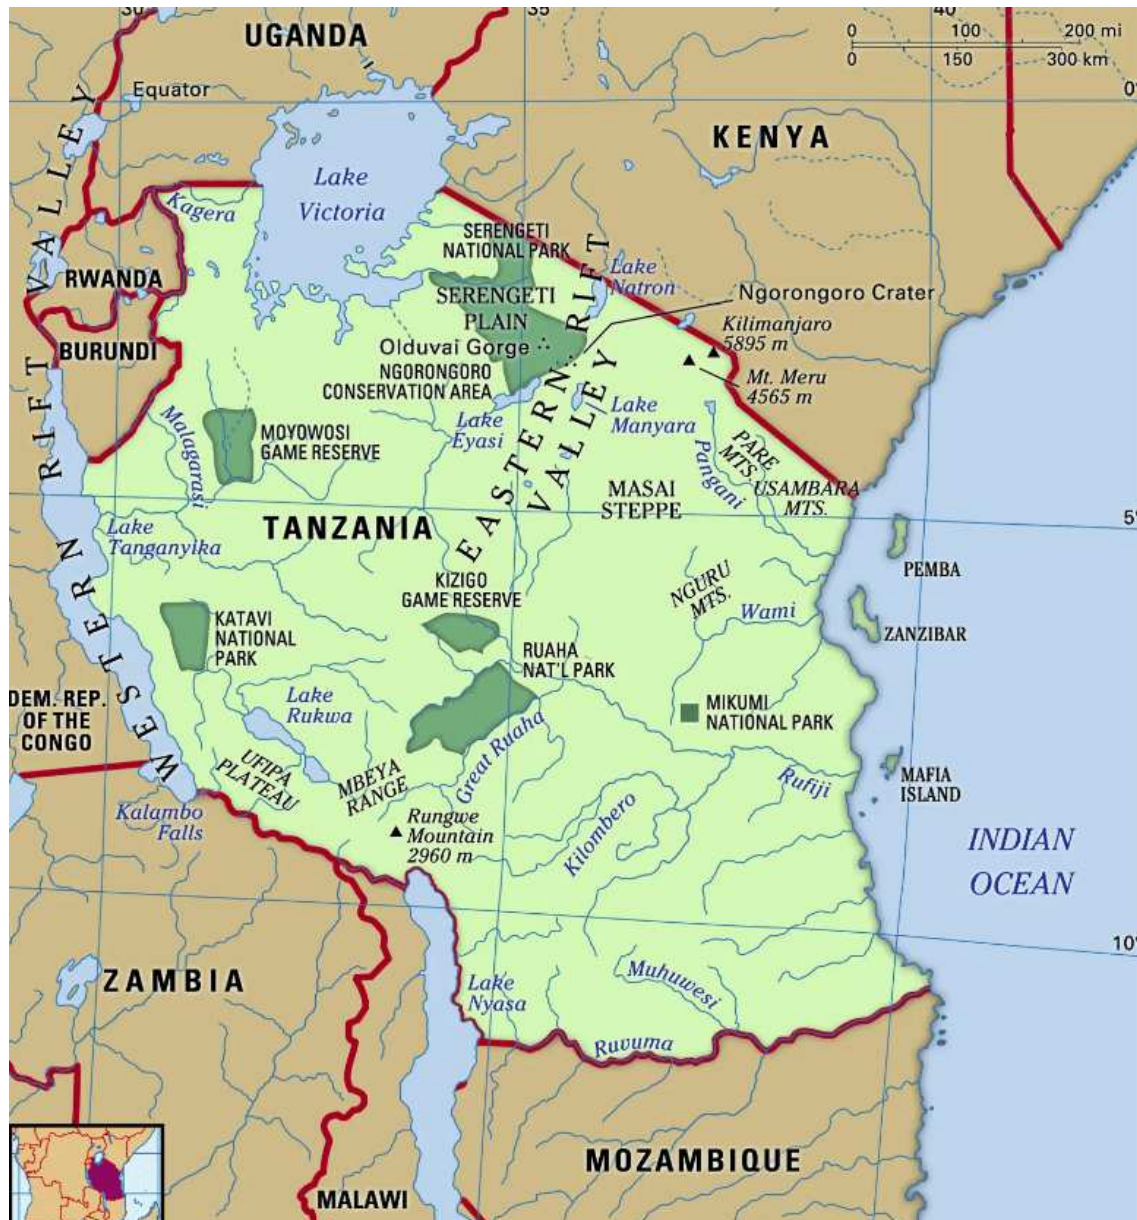 30
35
40
UGANDA
0 100 200 mi
0 150 300 km
Equator
0°
KENYA
Lake
Victoria
Kagera
SERENGETI
NATIONAL PARK
Lake
Natron
RWANDA
SERENGETI
PLAIN
Ngorongoro Crater
Kilimanjaro
5895 m
BURUNDI
Olduvai Gorge
NGORONGORO
CONSERVATION AREA
Mt. Meru
4565 m
Lake
Eyasi
Lake
Manyara
EASTERN RIFT
VALLEY
WESTERN RIFT VALLEY
Malagarasi
MOYOWOSI
GAME RESERVE
Pangani
PARE
MTS.
USAMBARA
MTS.
MASAI
STEPPE
5°
TANZANIA
Lake
Tanganyika
PEMBA
KIZIGO
GAME RESERVE
NGURU
MTS.
Wami
ZANZIBAR
KATAVI
NATIONAL
PARK
RUAHA
NAT'L PARK
DEM. REP.
OF THE
CONGO
Lake
Rukwa
MIKUMI
NATIONAL PARK
UFIPA
PLATEAU
MBEYA
RANGE
Great Ruaha
Rufiji
MAFIA
ISLAND
Kalambo
Falls
Rungwe
Mountain
2960 m
Kilombero
INDIAN
OCEAN
10°
ZAMBIA
Lake
Nyasa
Muhuwesi
Ruvuma
MOZAMBIQUE
MALAWI